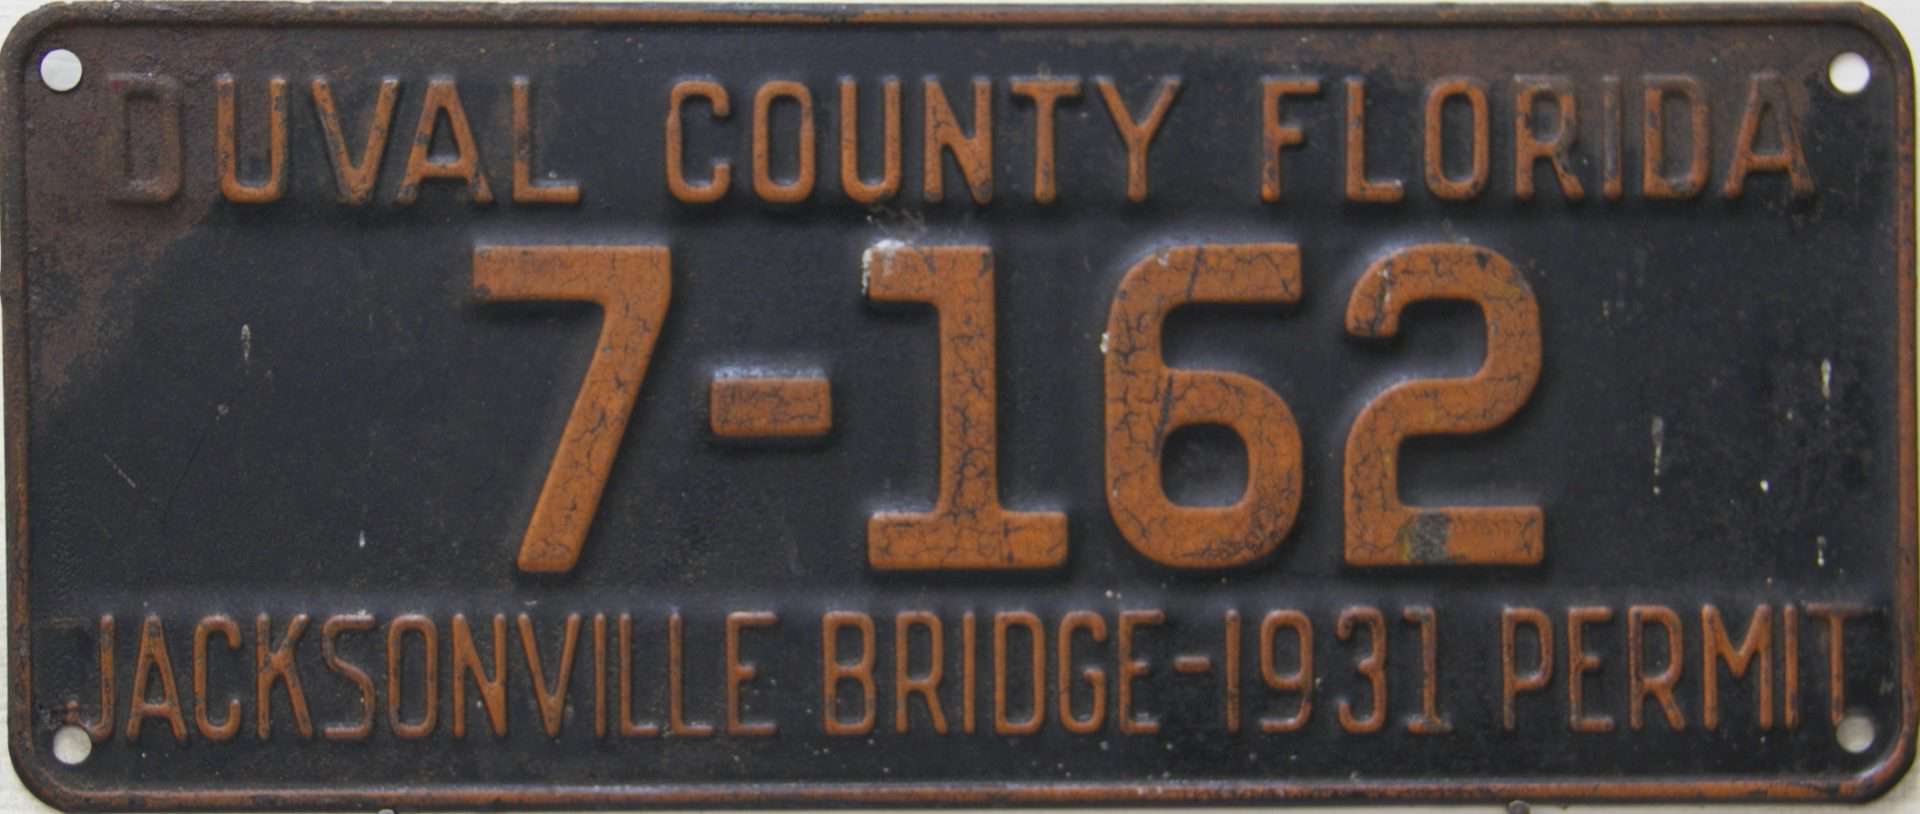 DUVAL COUNTY FLORIDA
7-162
JACKSONVILLE BRIDGE-1931 PERMIT